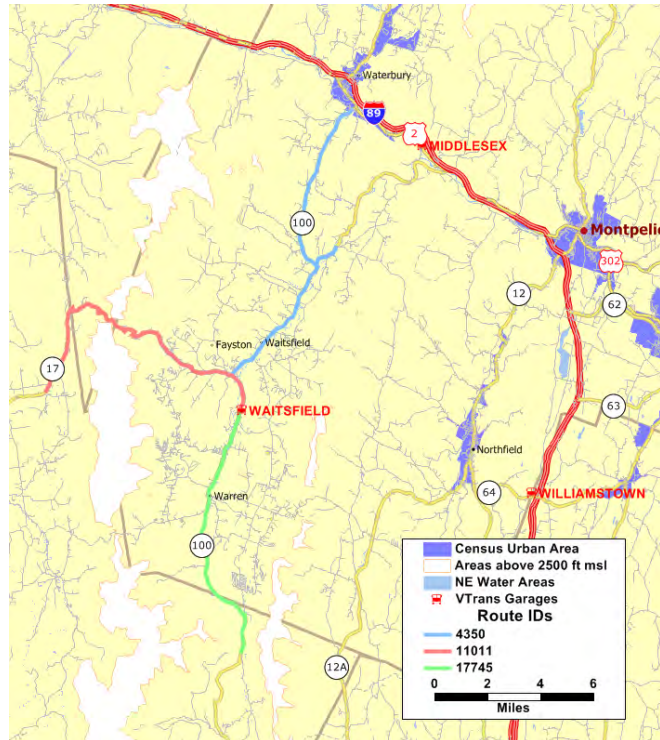 Waterbury
89
2
MIDDLESEX
100
Montpelie
302
12
62
Fayston
Waitsfield
17
WAITSFIELD
63
Northfield
64
WILLIAMSTOWN
Warren
100
12A
Census Urban Area
Areas above 2500 ft msl
NE Water Areas
VTrans Garages
Route IDs
4350
11011
17745
0 2 4 6
Miles